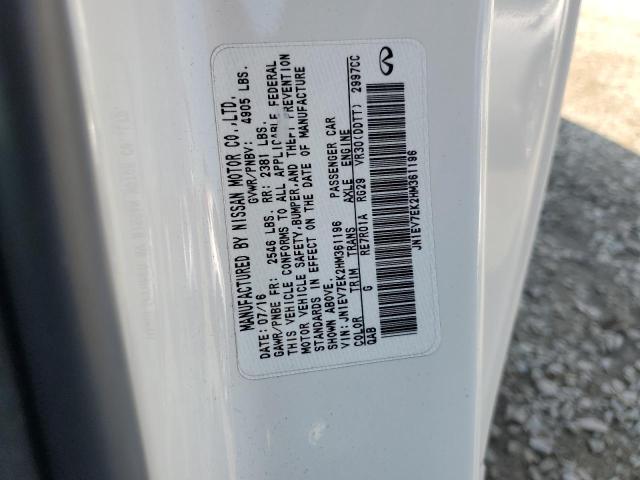 MANUFACTURED BY NISSAN MOTOR CO.,LTD.
DATE: 07/16 GVWR/PNBV: 4905 LBS.
GAWR/PNBE FR: 2546 LBS. RR: 2381 LBS.
THIS VEHICLE CONFORMS TO ALL APPLICABLE FEDERAL
MOTOR VEHICLE SAFETY,BUMPER,AND THEFT PREVENTION
STANDARDS IN EFFECT ON THE DATE OF MANUFACTURE
SHOWN ABOVE.
VIN: JN1EV7EK2HM361196 PASSENGER CAR
COLOR TRIM TRANS AXLE ENGINE
QAB G RE7R01A RG29 VR30(DDTT) 2997CC
JN1EV7EK2HM361196